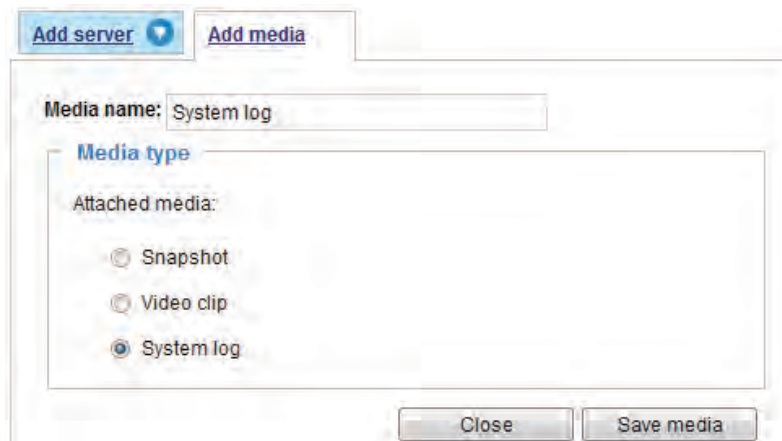 Add server Add media
Media name: System log
Media type
Attached media:
Snapshot
Video clip
System log
Close Save media